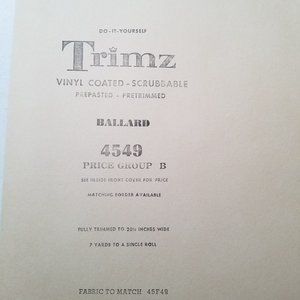 DO-IT-YOURSELF
Trimz
VINYL COATED - SCRUBBABLE
PREPASTED - PRETRIMMED
BALLARD
4549
PRICE GROUP B
SEE INSIDE FRONT COVER FOR PRICE
MATCHING BORDER AVAILABLE
FULLY TRIMMED TO 20½ INCHES WIDE
7 YARDS TO A SINGLE ROLL
FABRIC TO MATCH 45F49